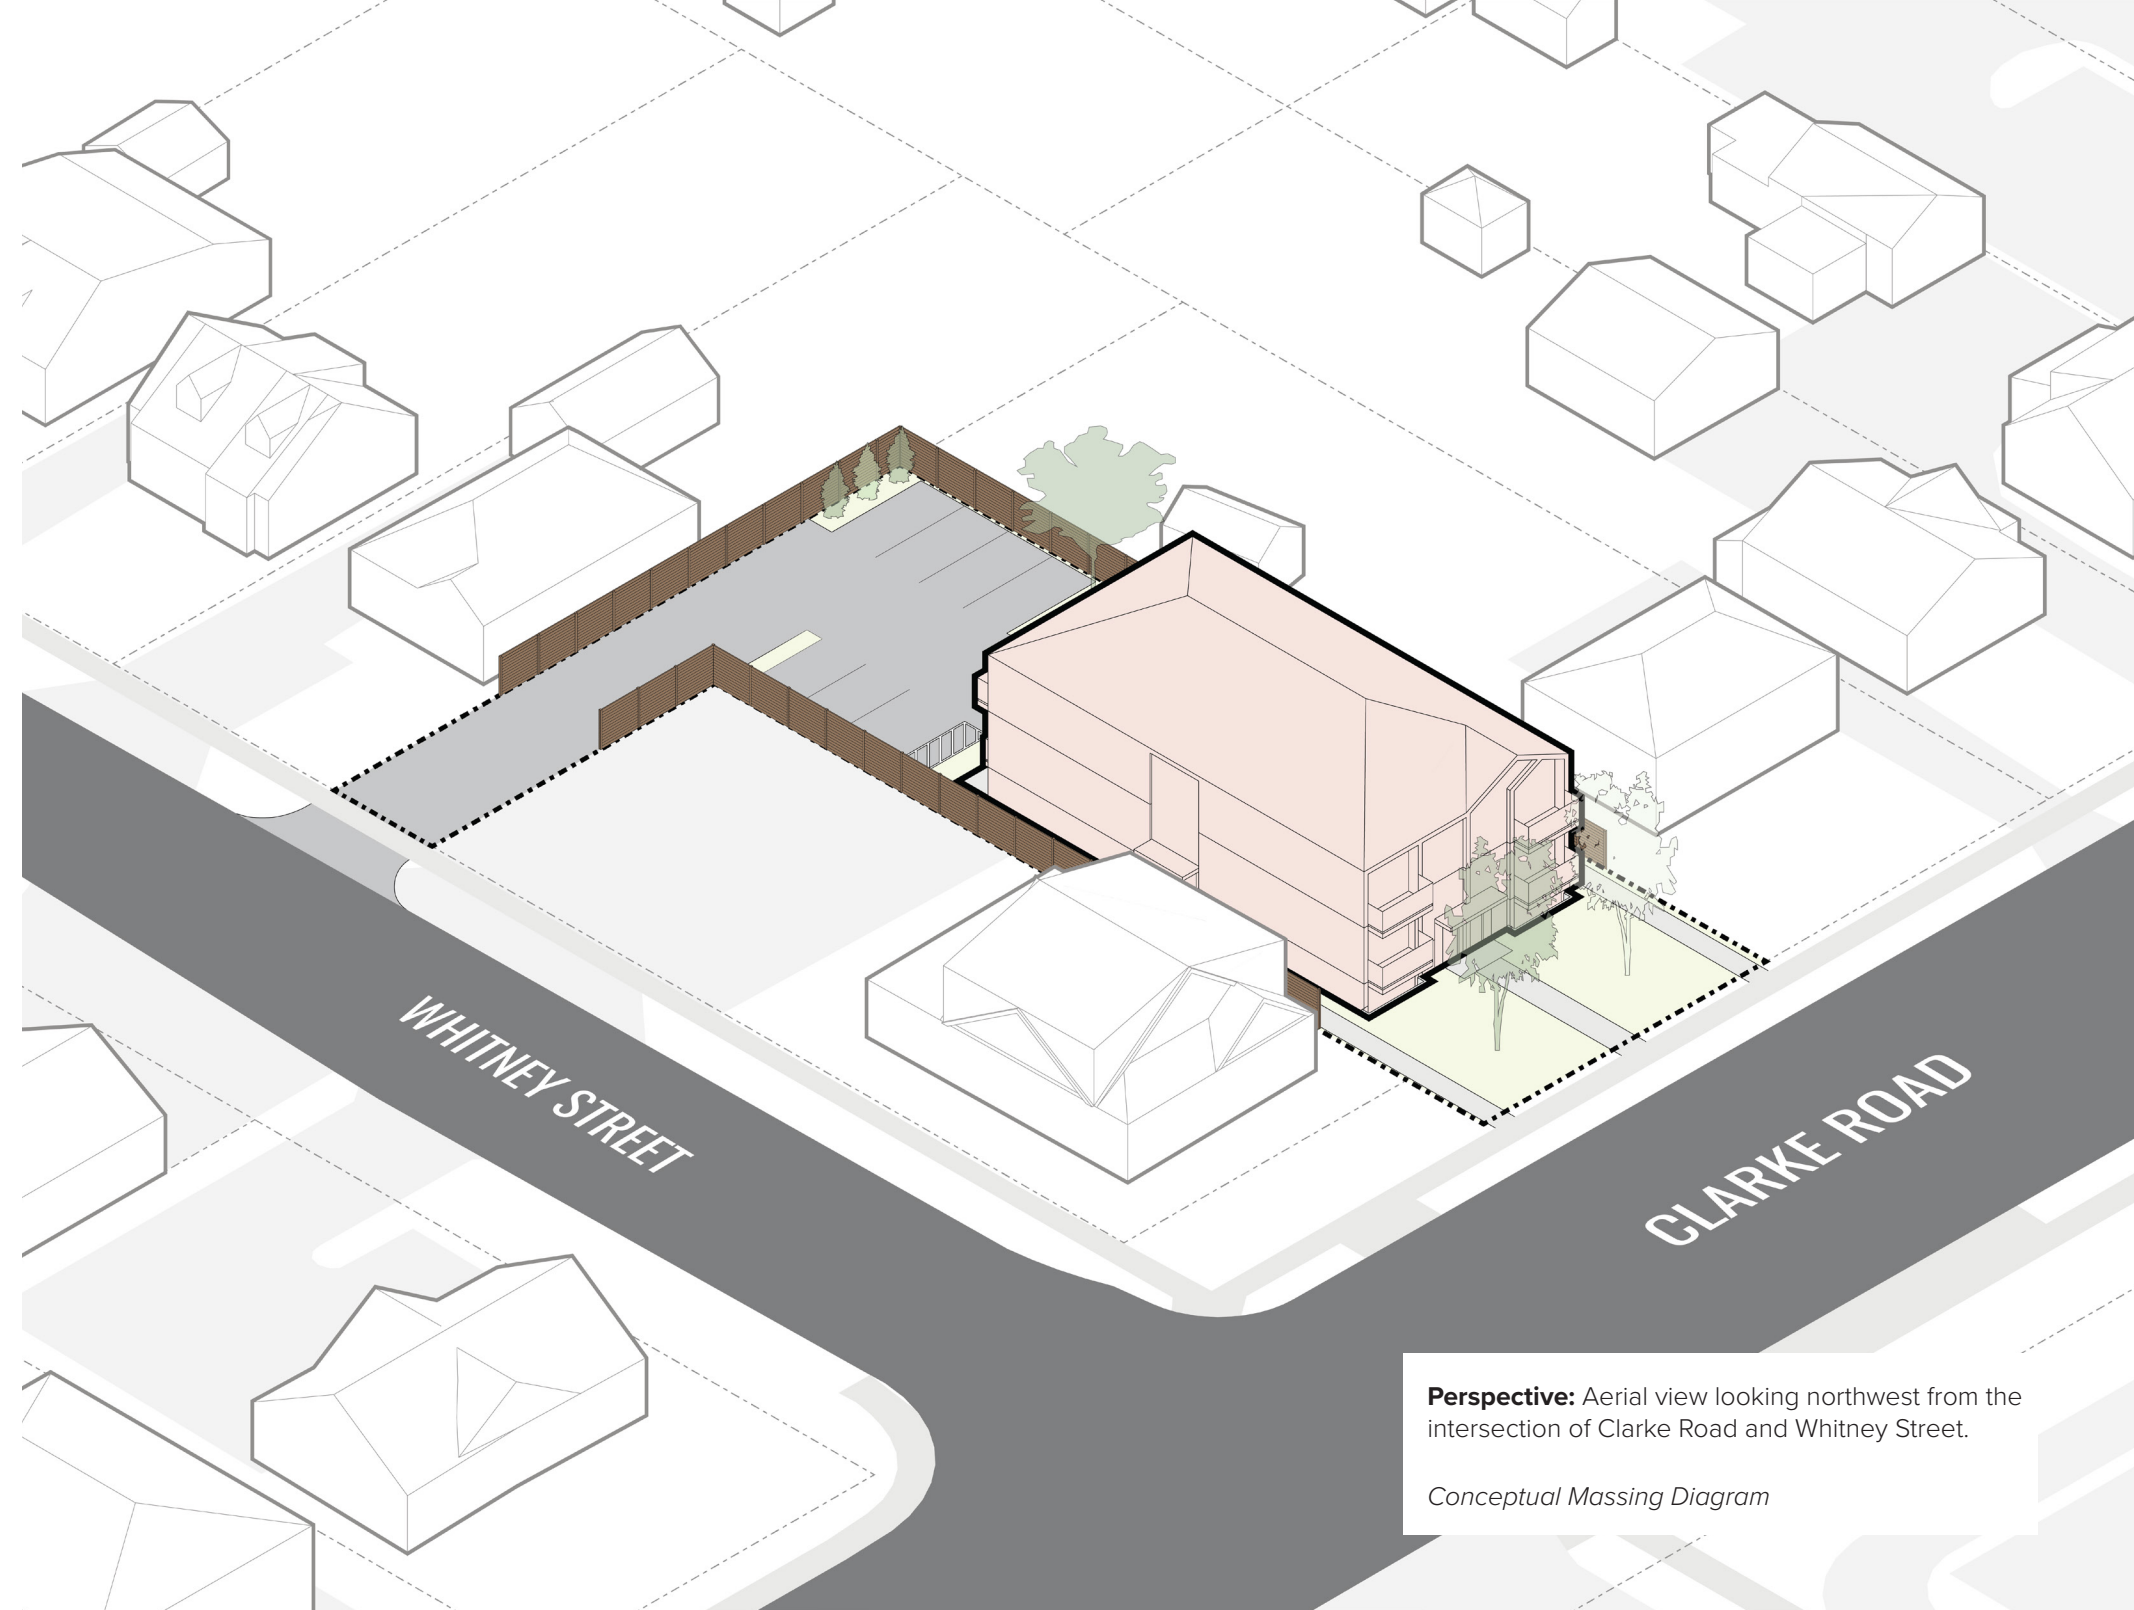 WHITNEY STREET
CLARKE ROAD
Perspective: Aerial view looking northwest from the
intersection of Clarke Road and Whitney Street.
Conceptual Massing Diagram